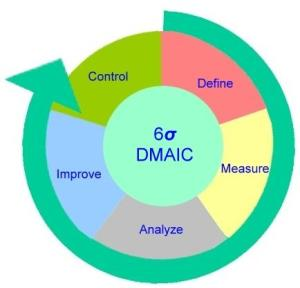 Control
Define
6σ
DMAIC
Improve
Measure
Analyze